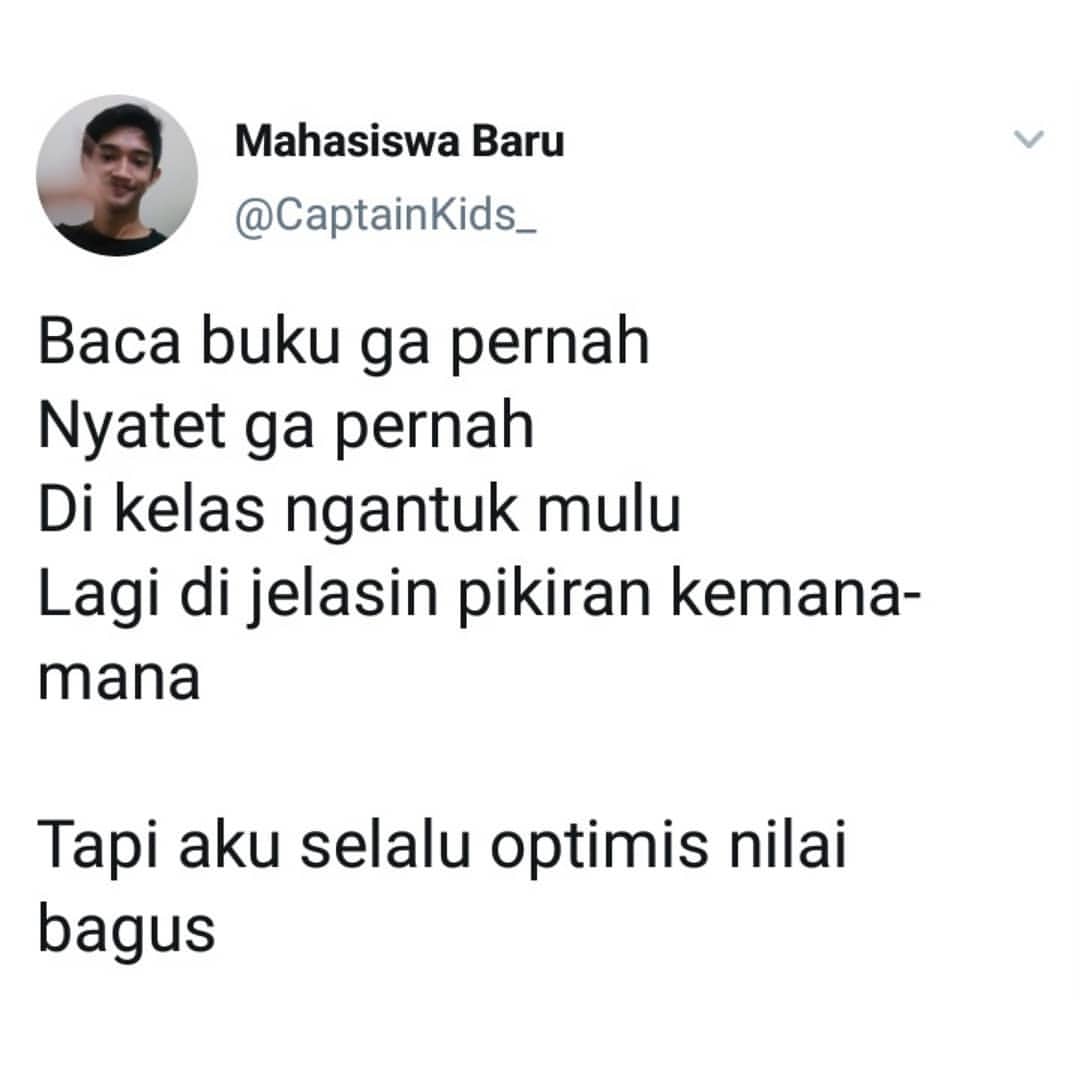 Mahasiswa Baru
@CaptainKids_
Baca buku ga pernah
Nyatet ga pernah
Di kelas ngantuk mulu
Lagi di jelasin pikiran kemana-
mana
Tapi aku selalu optimis nilai
bagus